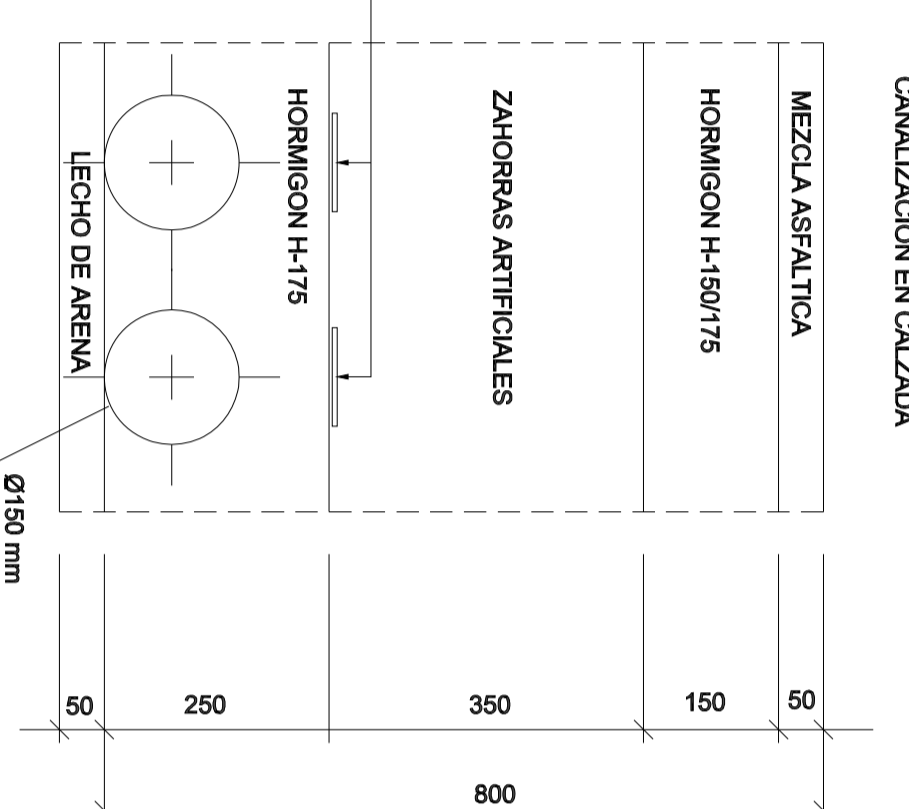 CANALIZACION EN CALZADA
MEZCLA ASFALTICA
HORMIGON H-150/175
ZAHORRAS ARTIFICIALES
HORMIGON H-175
LECHO DE ARENA
Ø150 mm
50
250
350
150
50
800